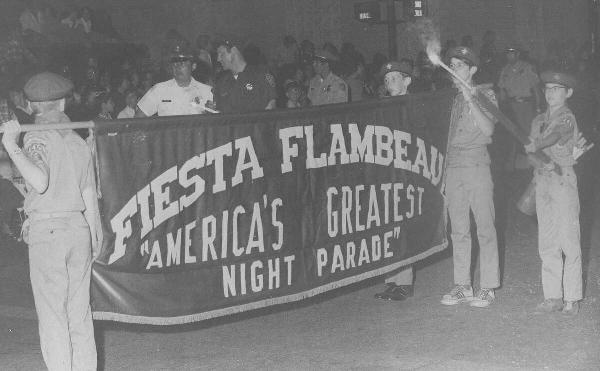 FIESTA FLAMBEAU
"AMERICA'S GREATEST
NIGHT PARADE"